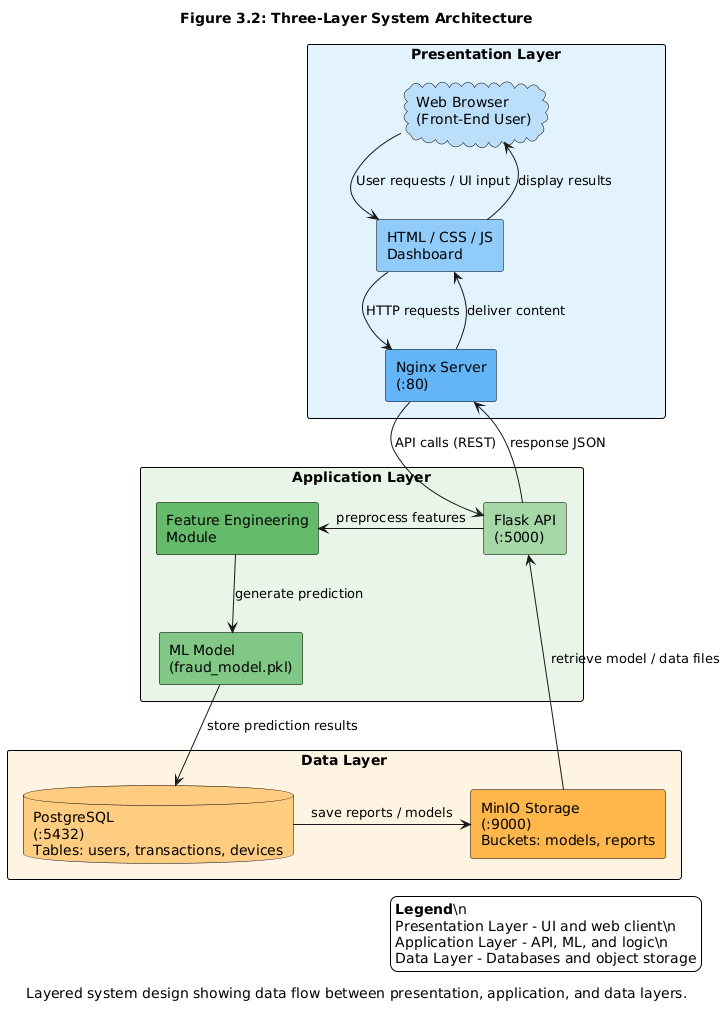 Figure 3.2: Three-Layer System Architecture
Presentation Layer
Web Browser
(Front-End User)
User requests / UI input
display results
HTML / CSS / JS
Dashboard
HTTP requests
deliver content
Nginx Server
(:80)
API calls (REST)
response JSON
Application Layer
Feature Engineering
Module
preprocess features
Flask API
(:5000)
generate prediction
ML Model
(fraud_model.pkl)
retrieve model / data files
store prediction results
Data Layer
PostgreSQL
(:5432)
Tables: users, transactions, devices
save reports / models
MinIO Storage
(:9000)
Buckets: models, reports
Legend\n
Presentation Layer - UI and web client\n
Application Layer - API, ML, and logic\n
Data Layer - Databases and object storage
Layered system design showing data flow between presentation, application, and data layers.